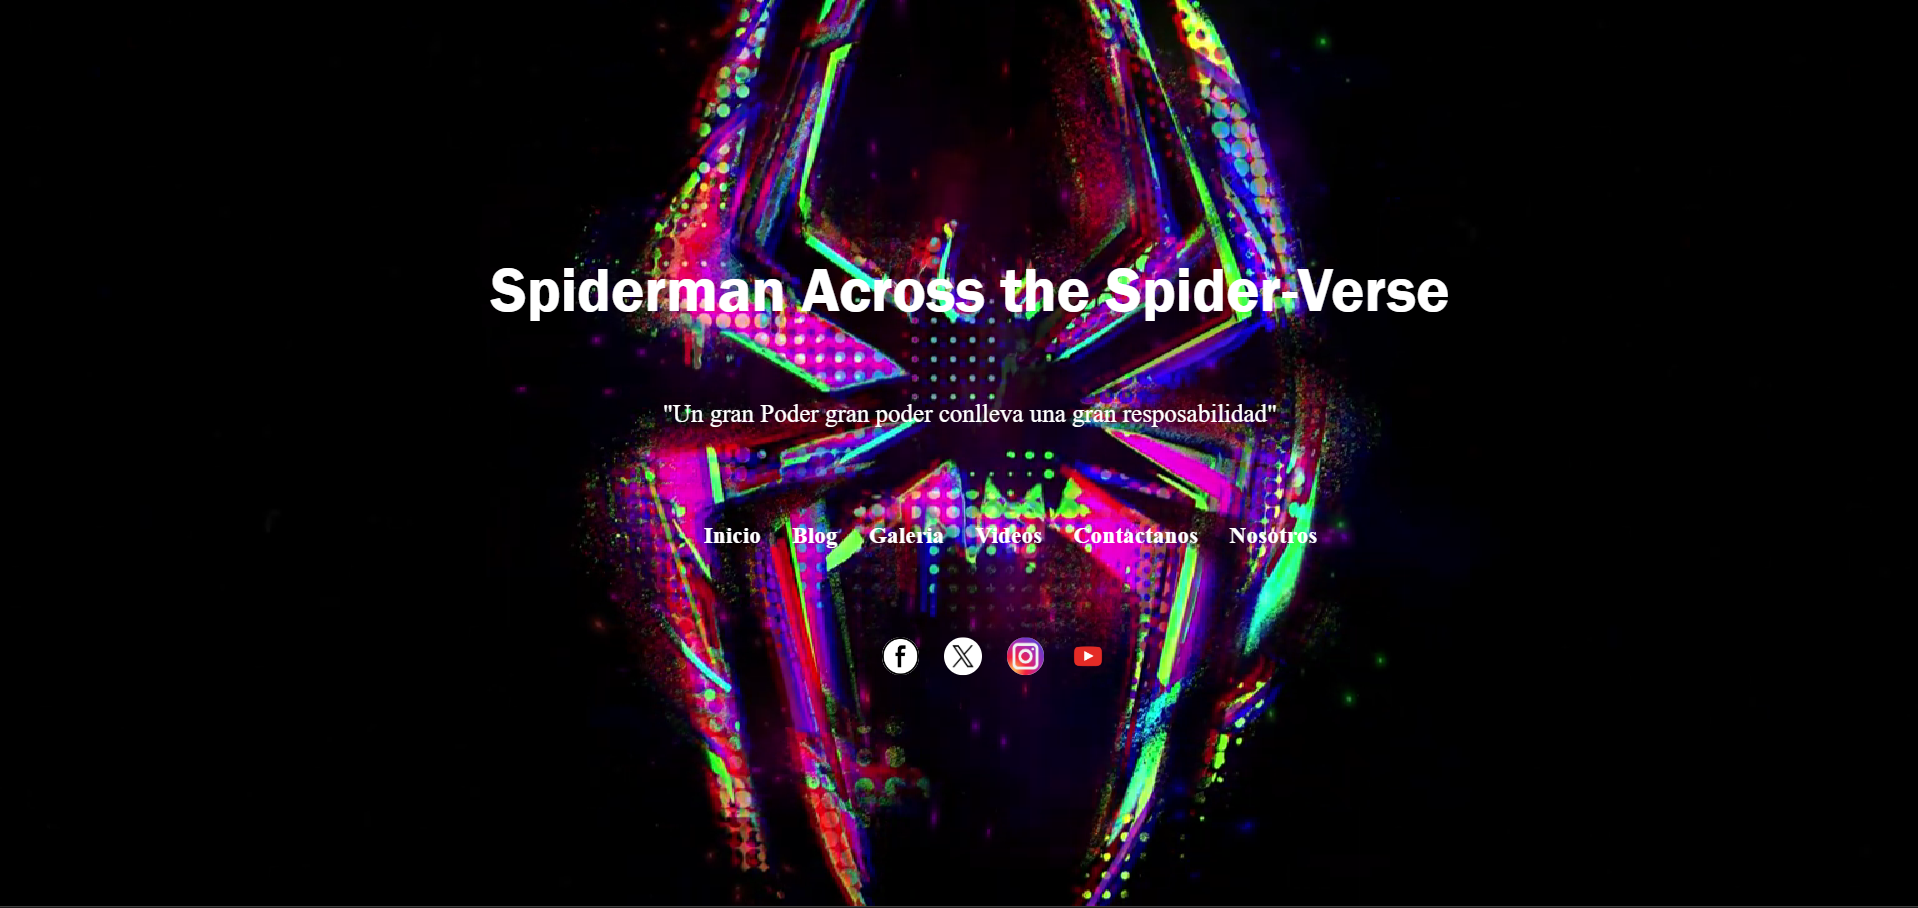 Spiderman Across the Spider-Verse
"Un gran Poder gran poder conlleva una gran resposabilidad"
Inicio Blog Galeria Videos Contactanos Nosotros